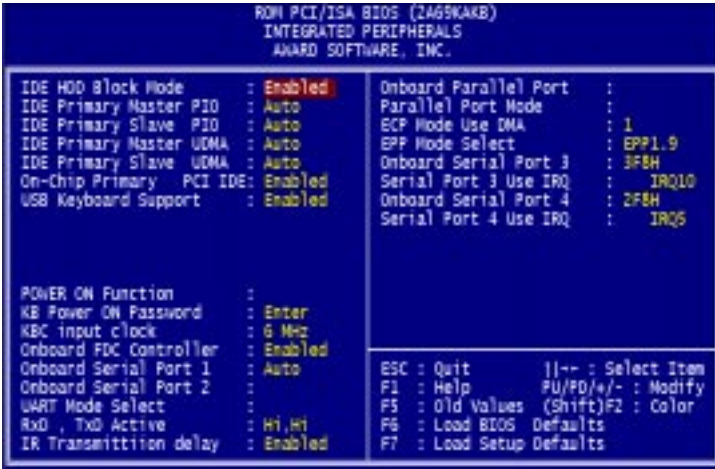 ROM PCI/ISA BIOS (2A69KAKB)
INTEGRATED PERIPHERALS
AWARD SOFTWARE, INC.
IDE HDD Block Mode : Enabled
IDE Primary Master PIO : Auto
IDE Primary Slave PIO : Auto
IDE Primary Master UDMA : Auto
IDE Primary Slave UDMA : Auto
On-Chip Primary PCI IDE: Enabled
USB Keyboard Support : Enabled
POWER ON Function :
KB Power ON Password : Enter
KBC input clock : 6 MHz
Onboard FDC Controller : Enabled
Onboard Serial Port 1 : Auto
Onboard Serial Port 2 :
UART Mode Select :
RxD , TxD Active : Hi,Hi
IR Transmittiion delay : Enabled
Onboard Parallel Port :
Parallel Port Mode :
ECP Mode Use DMA : 1
EPP Mode Select : EPP1.9
Onboard Serial Port 3 : 3F8H
Serial Port 3 Use IRQ : IRQ10
Onboard Serial Port 4 : 2F8H
Serial Port 4 Use IRQ : IRQ5
ESC : Quit : Select Item
F1 : Help PU/PD/+/- : Modify
F5 : Old Values (Shift)F2 : Color
F6 : Load BIOS Defaults
F7 : Load Setup Defaults